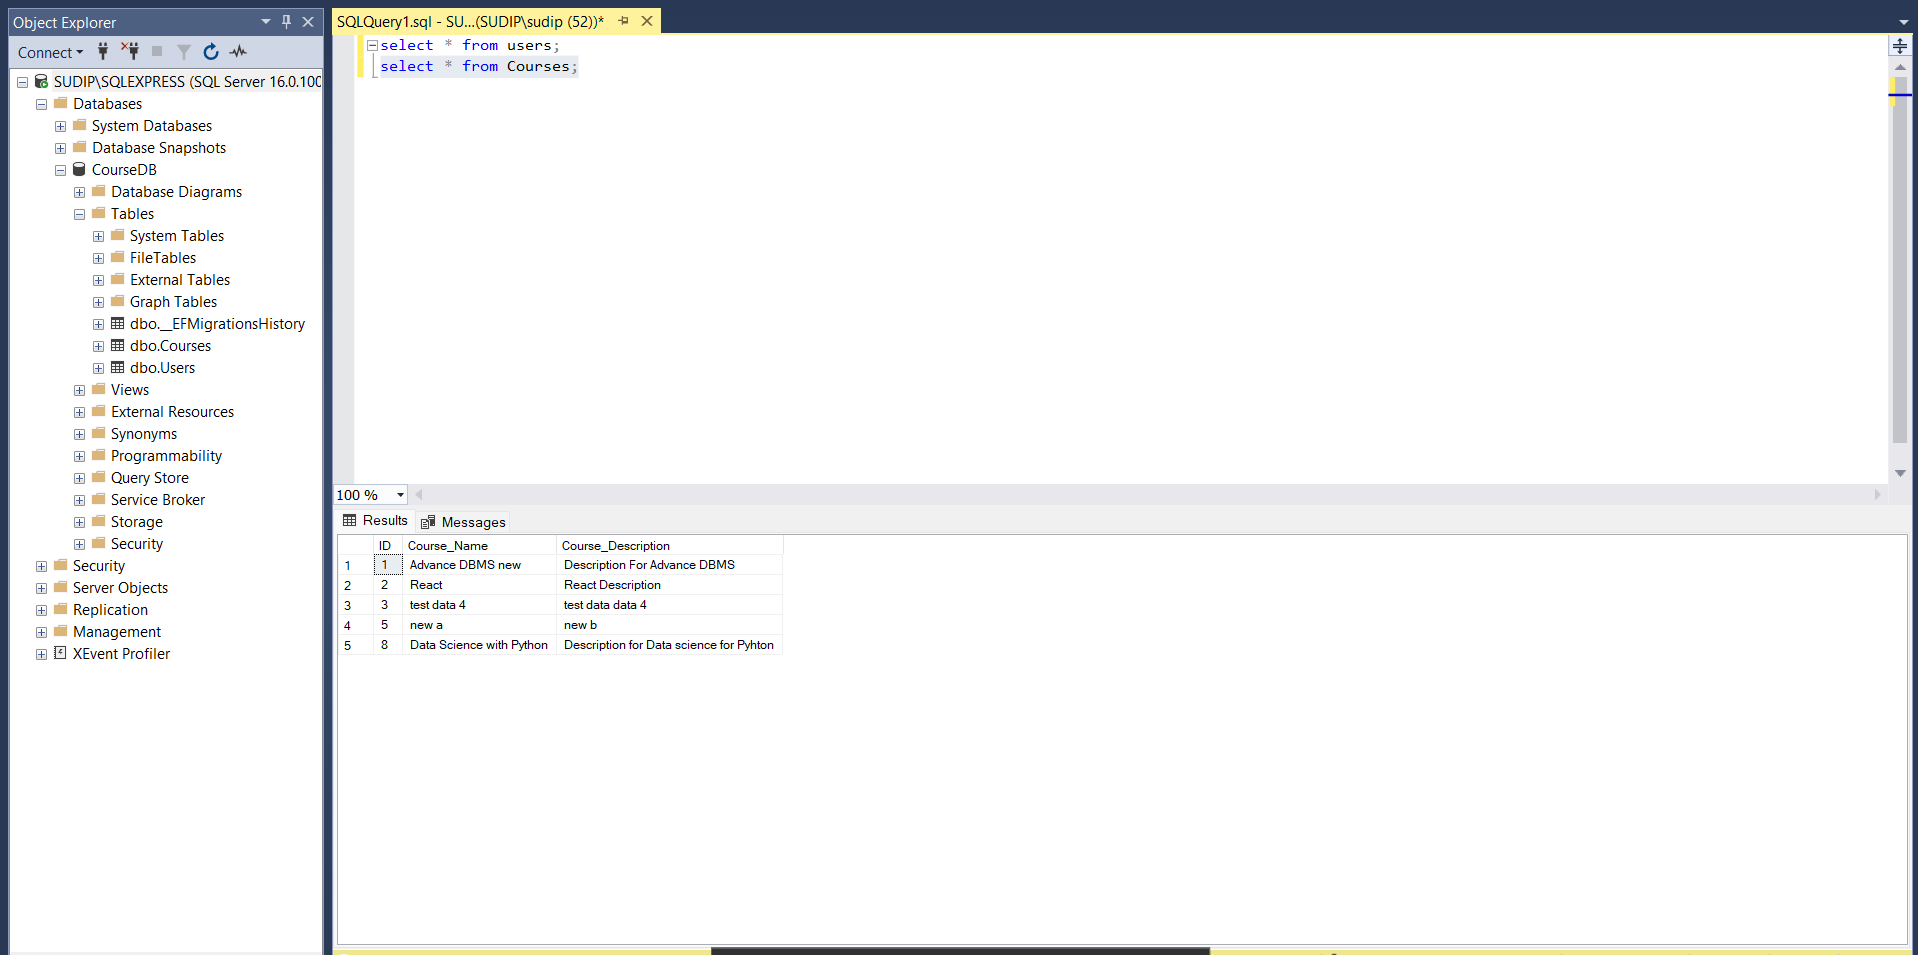 Object Explorer
Connect
SUDIP\SQLEXPRESS (SQL Server 16.0.100
Databases
System Databases
Database Snapshots
CourseDB
Database Diagrams
Tables
System Tables
FileTables
External Tables
Graph Tables
dbo.__EFMigrationsHistory
dbo.Courses
dbo.Users
Views
External Resources
Synonyms
Programmability
Query Store
Service Broker
Storage
Security
Security
Server Objects
Replication
Management
XEvent Profiler
SQLQuery1.sql - SU...(SUDIP\sudip (52))*
select * from users;
select * from Courses;
100 %
Results Messages
ID Course_Name Course_Description
1 1 Advance DBMS new Description For Advance DBMS
2 2 React React Description
3 3 test data 4 test data data 4
4 5 new a new b
5 8 Data Science with Python Description for Data science for Pyhton